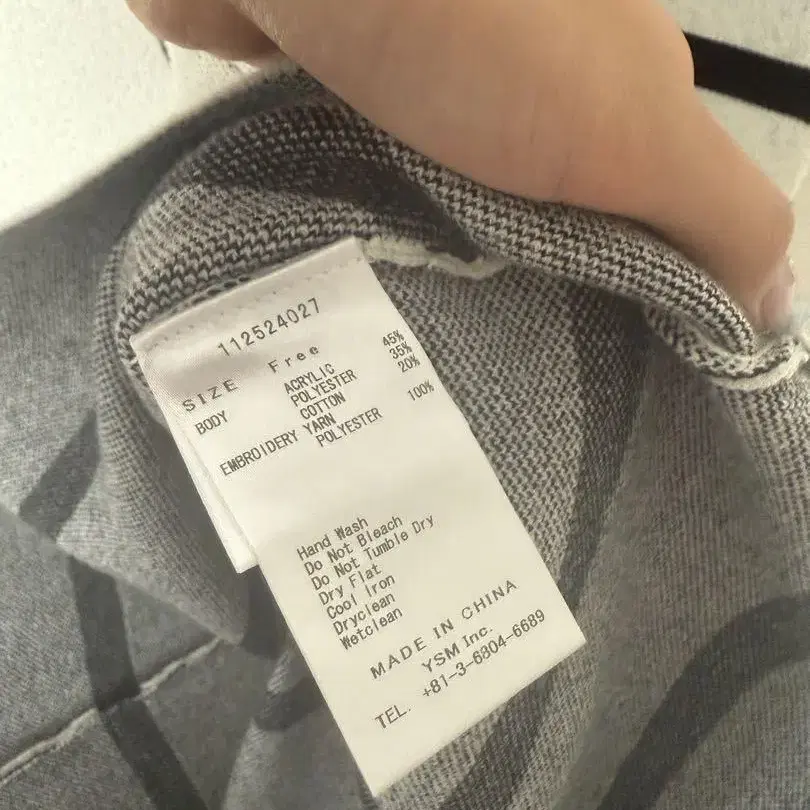 112524027
SIZE Free
BODY ACRYLIC 45%
POLYESTER 35%
COTTON 20%
EMBROIDERY YARN
POLYESTER 100%
Hand Wash
Do Not Bleach
Do Not Tumble Dry
Dry Flat
Cool Iron
Dryclean
Wetclean
MADE IN CHINA
YSM Inc.
TEL. +81-3-6804-6689